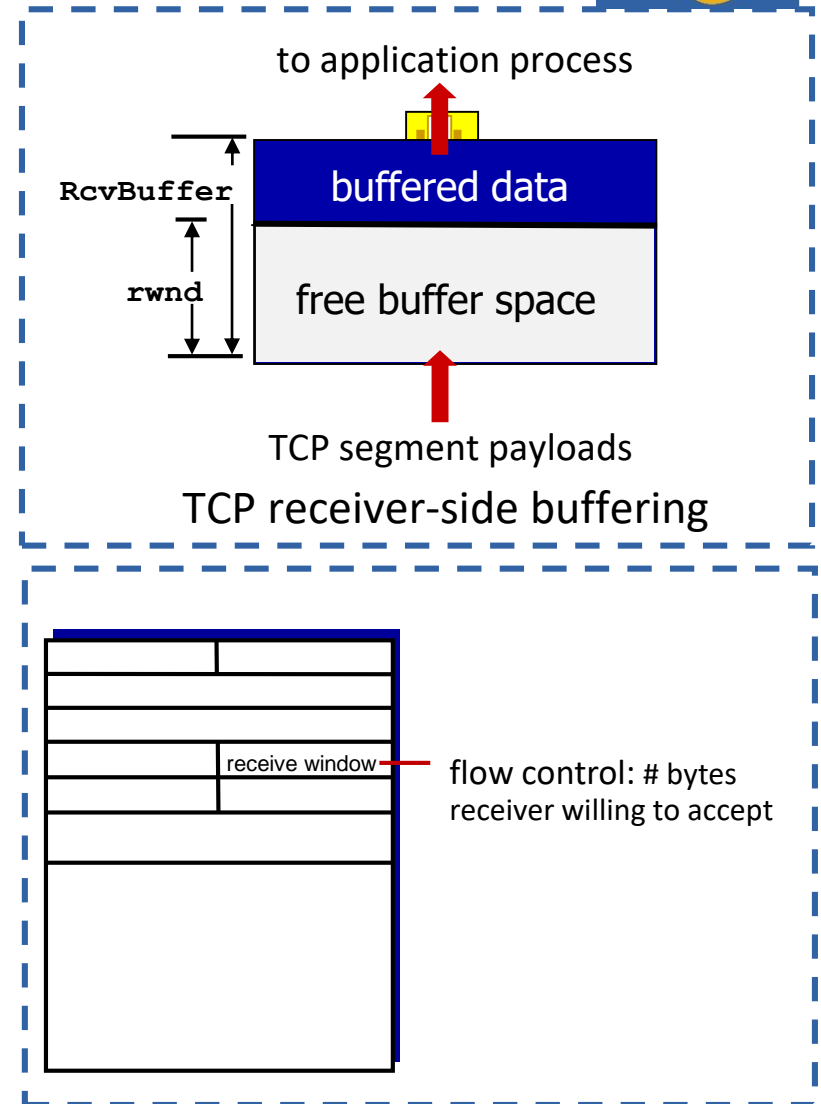 to application process
buffered data
RcvBuffer
rwnd
free buffer space
TCP segment payloads
TCP receiver-side buffering
receive window
flow control: # bytes
receiver willing to accept